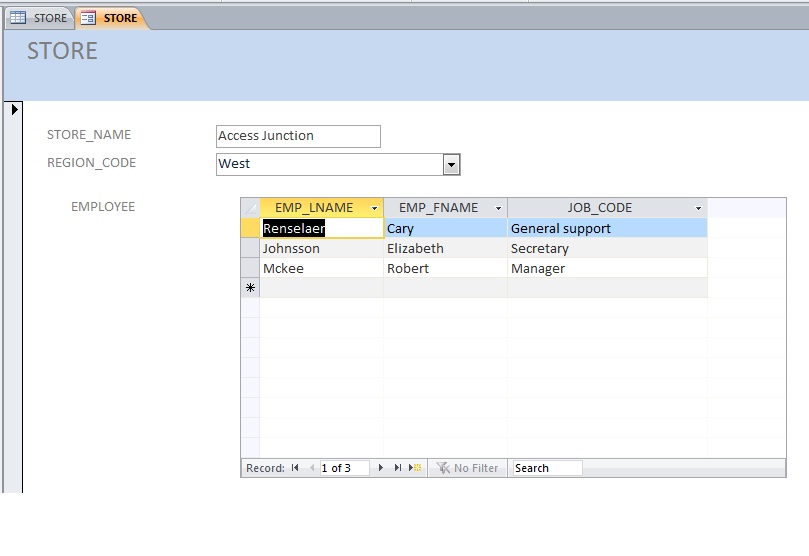 STORE STORE
STORE
STORE_NAME Access Junction
REGION_CODE West
EMPLOYEE
EMP_LNAME EMP_FNAME JOB_CODE
Renselaer Cary General support
Johnsson Elizabeth Secretary
Mckee Robert Manager
Record: 1 of 3 No Filter Search